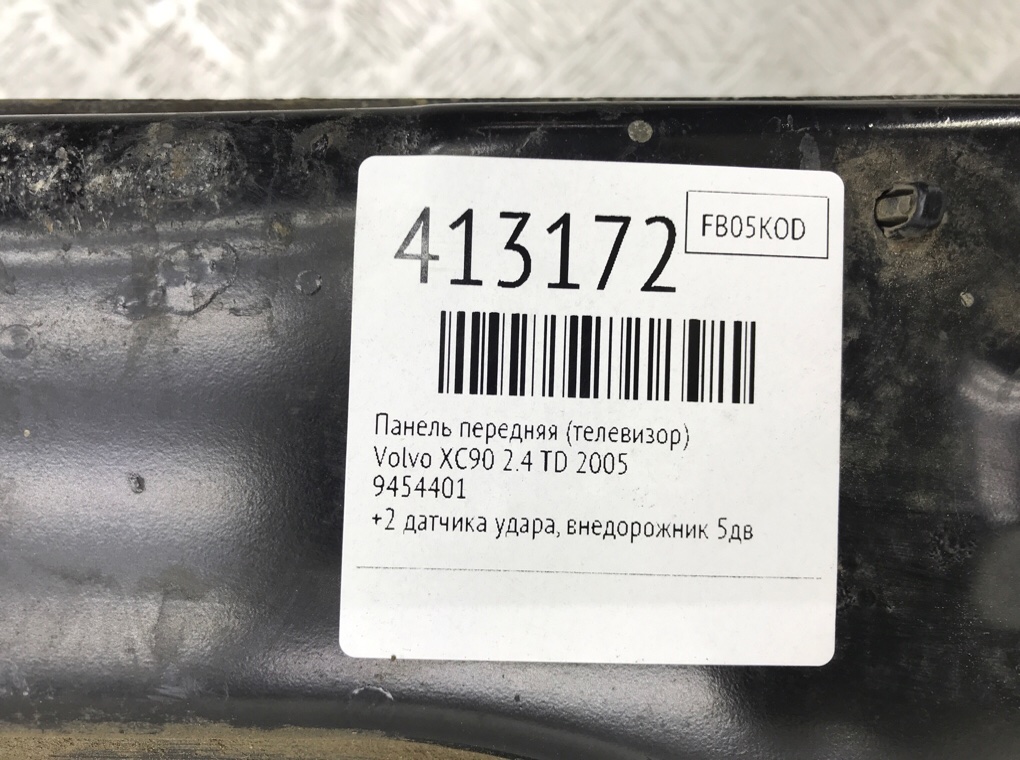 413172
FB05KOD
Панель передняя (телевизор)
Volvo XC90 2.4 TD 2005
9454401
+2 датчика удара, внедорожник 5дв